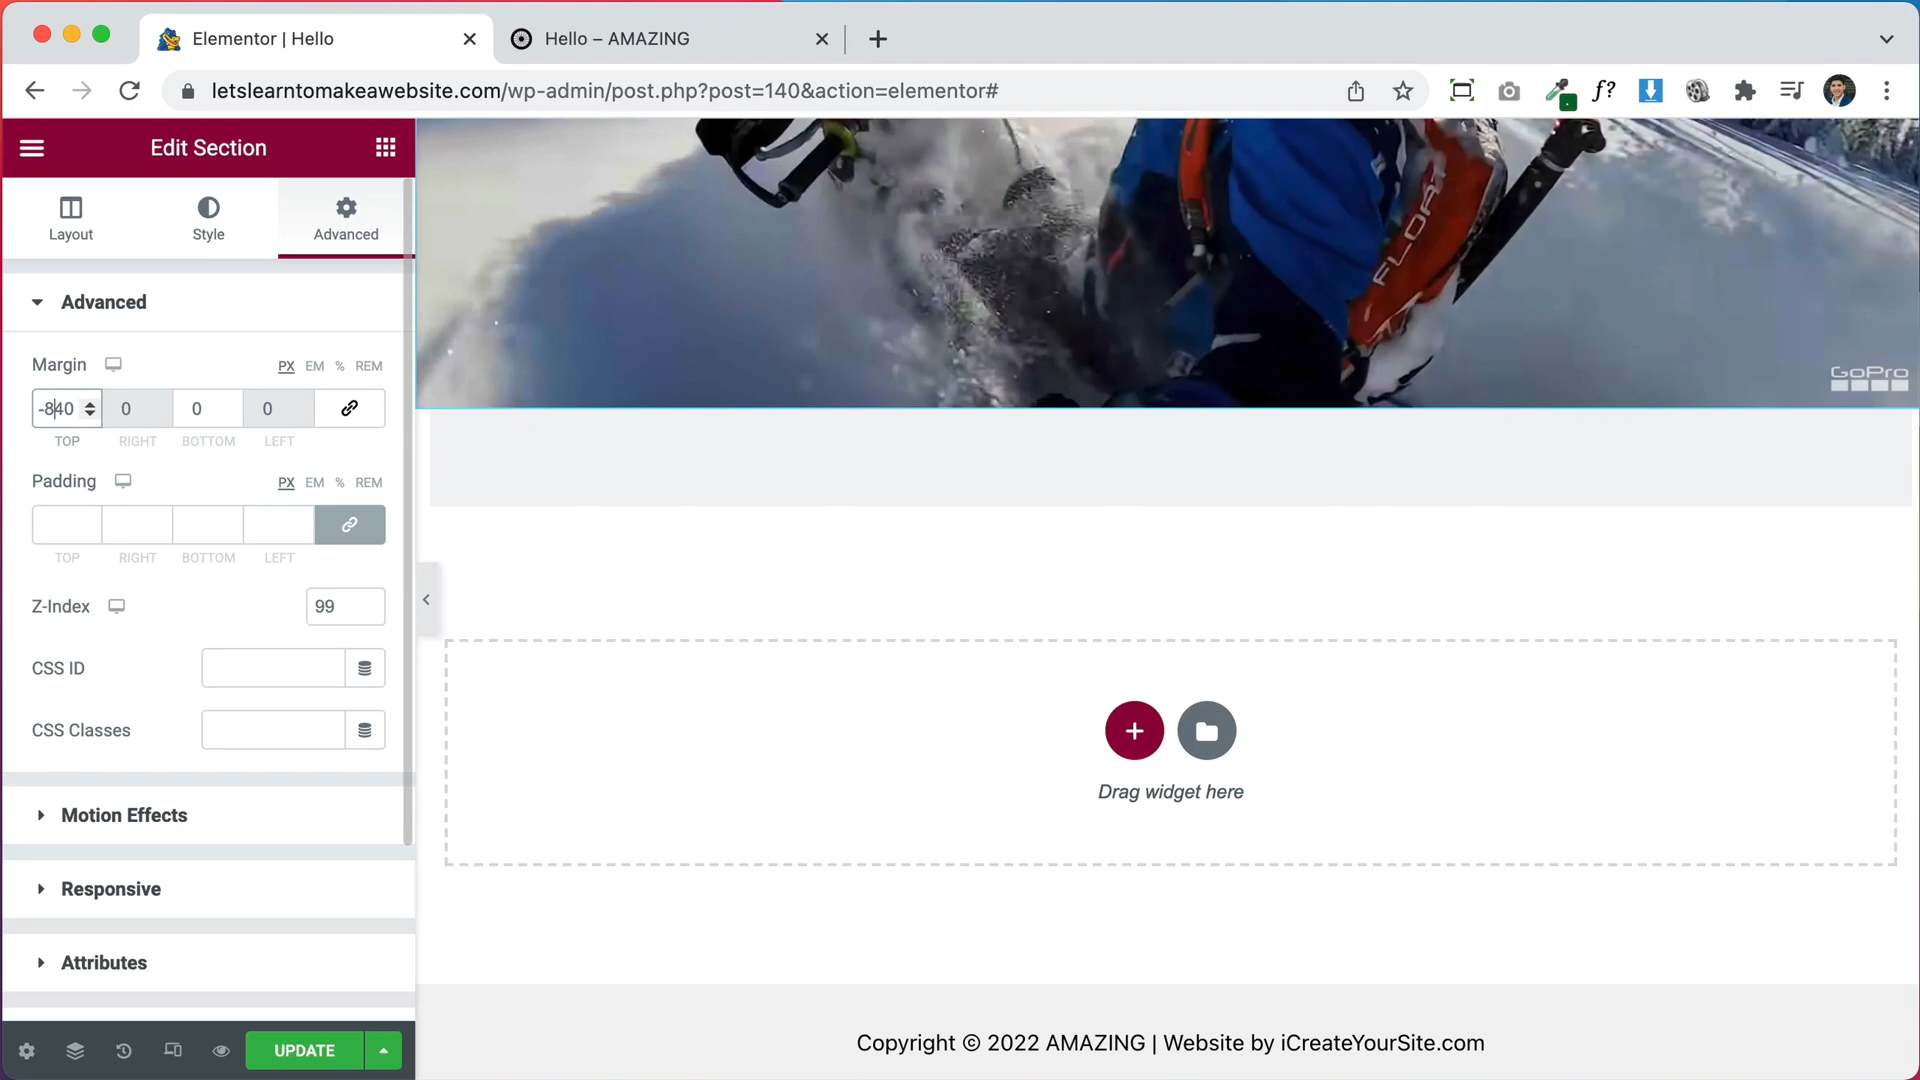 Elementor | Hello
Hello – AMAZING
letslearntomakeawebsite.com/wp-admin/post.php?post=140&action=elementor#
f?
Edit Section
Layout
Style
Advanced
Advanced
Margin
PX EM % REM
-840 0 0 0
TOP RIGHT BOTTOM LEFT
Padding
PX EM % REM
TOP RIGHT BOTTOM LEFT
Z-Index
99
CSS ID
CSS Classes
Motion Effects
Responsive
Attributes
UPDATE
FLOAT
GoPro
Drag widget here
Copyright © 2022 AMAZING | Website by iCreateYourSite.com